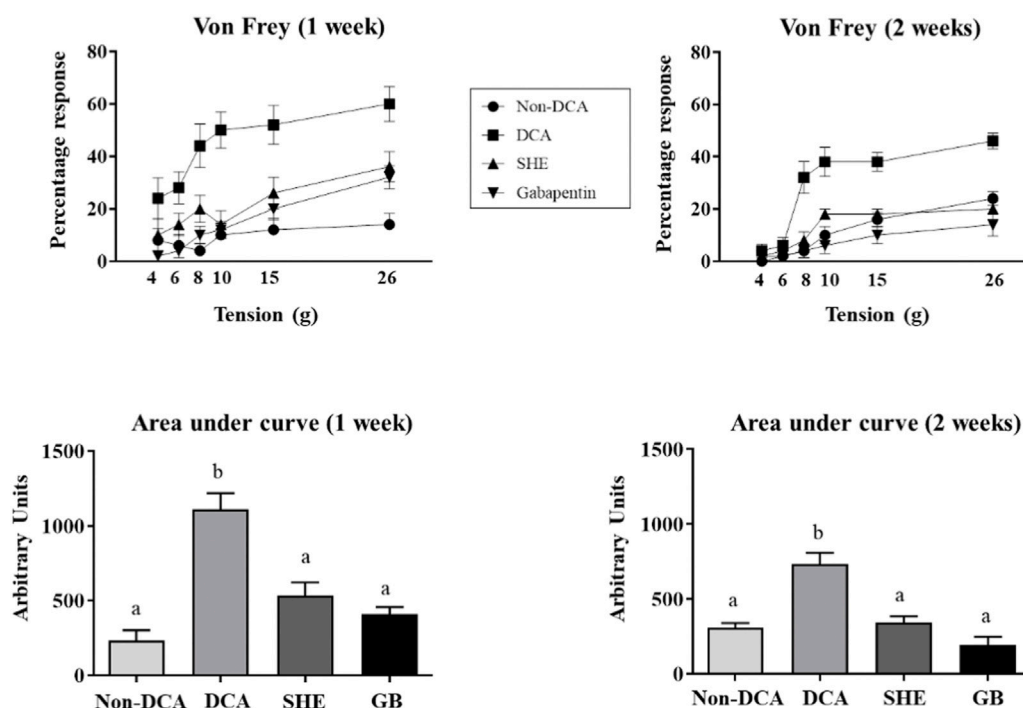 Von Frey (1 week)
80
60
40
20
0
Percentaage response
4 6 8 10 15 26
Tension (g)
Non-DCA
DCA
SHE
Gabapentin
Von Frey (2 weeks)
80
60
40
20
0
Percentaage response
4 6 8 10 15 26
Tension (g)
Area under curve (1 week)
1500
1000
500
0
Arbitrary Units
a
b
a
a
Non-DCA DCA SHE GB
Area under curve (2 weeks)
1500
1000
500
0
Arbitrary Units
a
b
a
a
Non-DCA DCA SHE GB